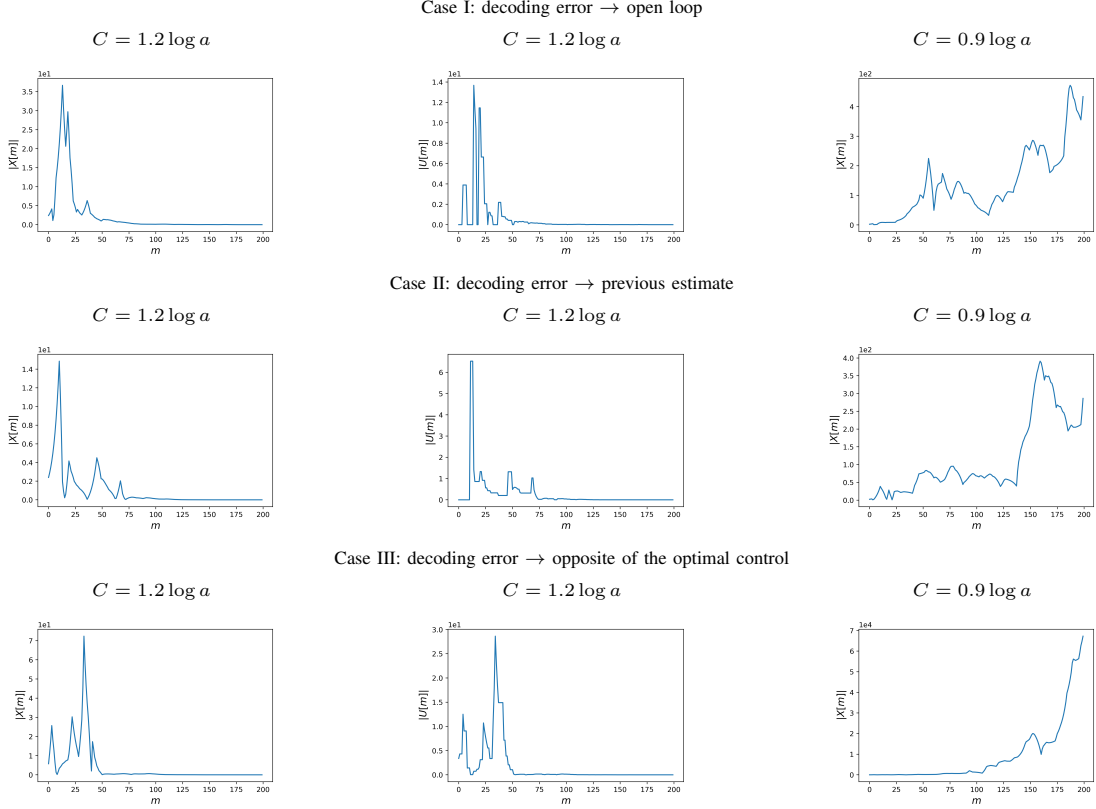 Case I: decoding error → open loop
C = 1.2 log a
C = 1.2 log a
C = 0.9 log a
1e1
|X[m]|
3.5
3.0
2.5
2.0
1.5
1.0
0.5
0.0
0 25 50 75 100 125 150 175 200
m
1e1
|U[m]|
1.4
1.2
1.0
0.8
0.6
0.4
0.2
0.0
0 25 50 75 100 125 150 175 200
m
1e2
|X[m]|
4
3
2
1
0
0 25 50 75 100 125 150 175 200
m
Case II: decoding error → previous estimate
C = 1.2 log a
C = 1.2 log a
C = 0.9 log a
1e1
|X[m]|
1.4
1.2
1.0
0.8
0.6
0.4
0.2
0.0
0 25 50 75 100 125 150 175 200
m
|U[m]|
6
5
4
3
2
1
0
0 25 50 75 100 125 150 175 200
m
1e2
|X[m]|
4.0
3.5
3.0
2.5
2.0
1.5
1.0
0.5
0.0
0 25 50 75 100 125 150 175 200
m
Case III: decoding error → opposite of the optimal control
C = 1.2 log a
C = 1.2 log a
C = 0.9 log a
1e1
|X[m]|
7
6
5
4
3
2
1
0
0 25 50 75 100 125 150 175 200
m
1e1
|U[m]|
3.0
2.5
2.0
1.5
1.0
0.5
0.0
0 25 50 75 100 125 150 175 200
m
1e4
|X[m]|
7
6
5
4
3
2
1
0
0 25 50 75 100 125 150 175 200
m